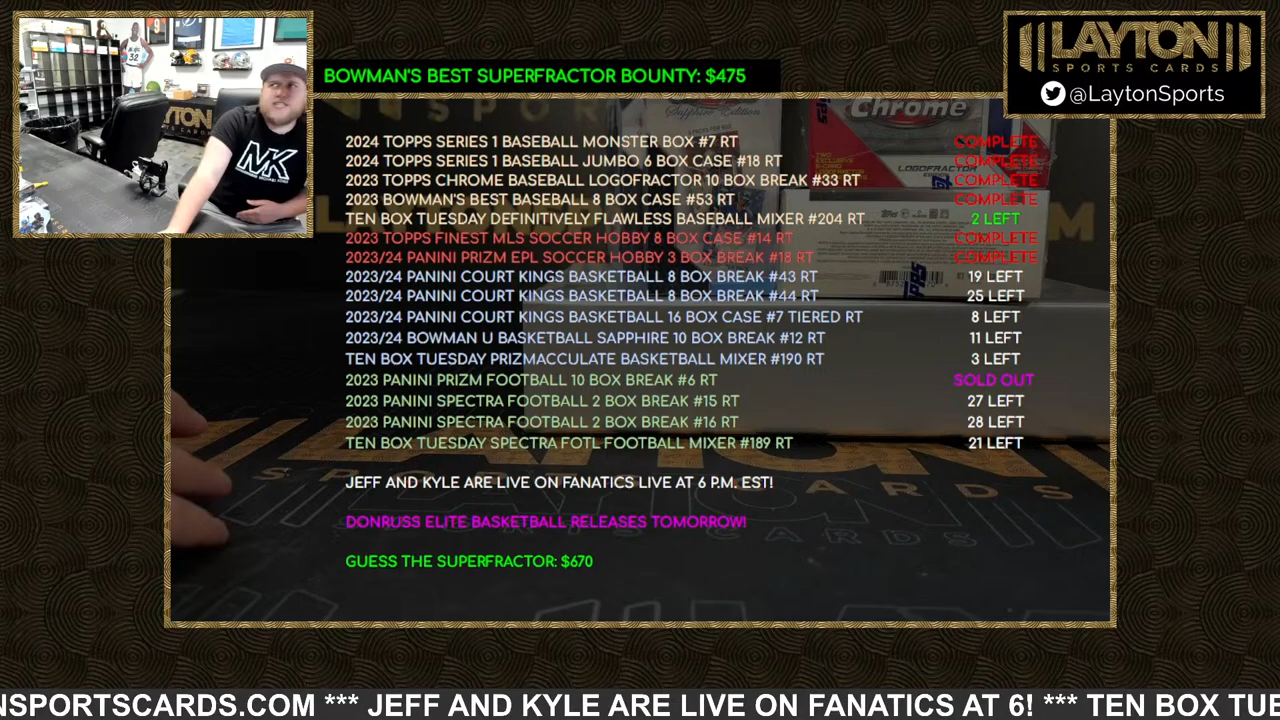 LAYTON
SPORTS CARDS
@LaytonSports
BOWMAN'S BEST SUPERFRACTOR BOUNTY: $475
MK
32
Chrome
LOGOFRACTOR
2024 TOPPS SERIES 1 BASEBALL MONSTER BOX #7 RT COMPLETE
2024 TOPPS SERIES 1 BASEBALL JUMBO 6 BOX CASE #18 RT COMPLETE
2023 TOPPS CHROME BASEBALL LOGOFRACTOR 10 BOX BREAK #33 RT COMPLETE
2023 BOWMAN'S BEST BASEBALL 8 BOX CASE #53 RT COMPLETE
TEN BOX TUESDAY DEFINITIVELY FLAWLESS BASEBALL MIXER #204 RT 2 LEFT
2023 TOPPS FINEST MLS SOCCER HOBBY 8 BOX CASE #14 RT COMPLETE
2023/24 PANINI PRIZM EPL SOCCER HOBBY 3 BOX BREAK #18 RT COMPLETE
2023/24 PANINI COURT KINGS BASKETBALL 8 BOX BREAK #43 RT 19 LEFT
2023/24 PANINI COURT KINGS BASKETBALL 8 BOX BREAK #44 RT 25 LEFT
2023/24 PANINI COURT KINGS BASKETBALL 16 BOX CASE #7 TIERED RT 8 LEFT
2023/24 BOWMAN U BASKETBALL SAPPHIRE 10 BOX BREAK #12 RT 11 LEFT
TEN BOX TUESDAY PRIZMACCULATE BASKETBALL MIXER #190 RT 3 LEFT
2023 PANINI PRIZM FOOTBALL 10 BOX BREAK #6 RT SOLD OUT
2023 PANINI SPECTRA FOOTBALL 2 BOX BREAK #15 RT 27 LEFT
2023 PANINI SPECTRA FOOTBALL 2 BOX BREAK #16 RT 28 LEFT
TEN BOX TUESDAY SPECTRA FOTL FOOTBALL MIXER #189 RT 21 LEFT
JEFF AND KYLE ARE LIVE ON FANATICS LIVE AT 6 P.M. EST!
DONRUSS ELITE BASKETBALL RELEASES TOMORROW!
GUESS THE SUPERFRACTOR: $670
NSPORTSCARDS.COM *** JEFF AND KYLE ARE LIVE ON FANATICS AT 6! *** TEN BOX TUE